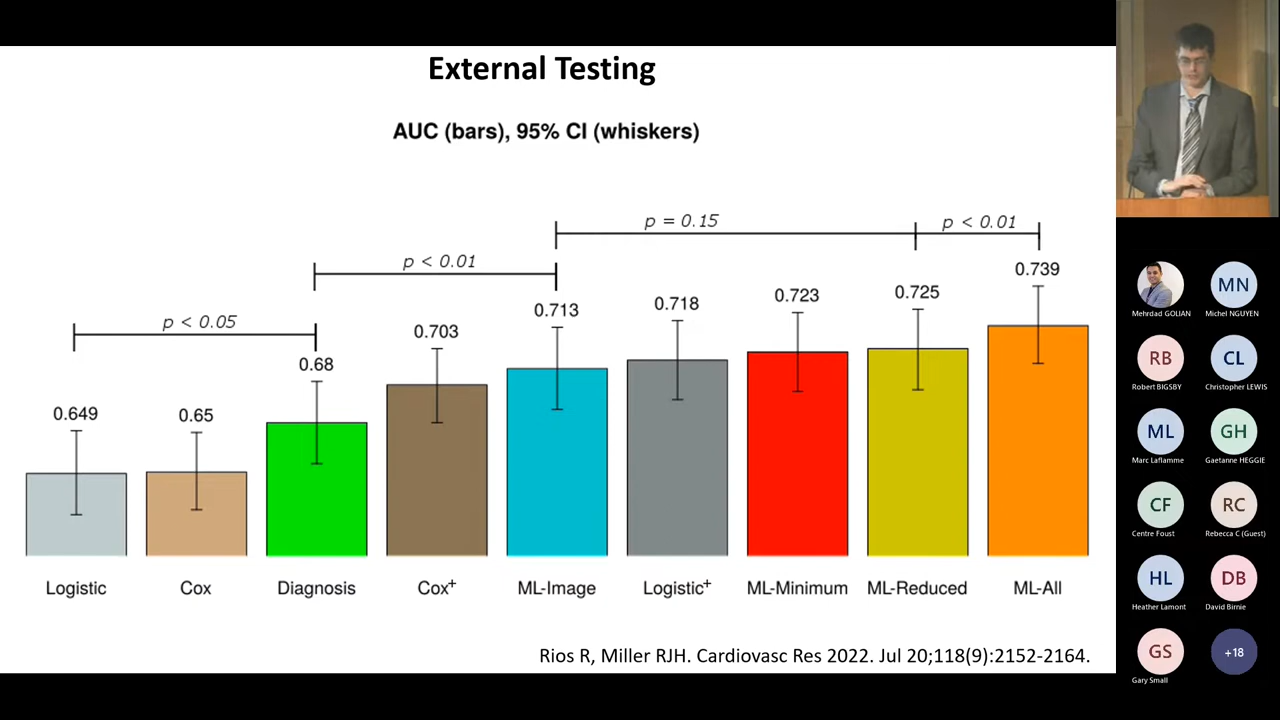 External Testing
AUC (bars), 95% CI (whiskers)
p = 0.15
p < 0.01
p < 0.01
p < 0.05
0.649
0.65
0.68
0.703
0.713
0.718
0.723
0.725
0.739
Logistic
Cox
Diagnosis
Cox⁺
ML-Image
Logistic⁺
ML-Minimum
ML-Reduced
ML-All
Rios R, Miller RJH. Cardiovasc Res 2022. Jul 20;118(9):2152-2164.
MN
Mehrdad GOLIAN
Michel NGUYEN
RB
CL
Robert BIGSBY
Christopher LEWIS
ML
GH
Marc Laflamme
Gaetanne HEGGIE
CF
RC
Centre Foust
Rebecca C (Guest)
HL
DB
Heather Lamont
David Birnie
GS
+18
Gary Small